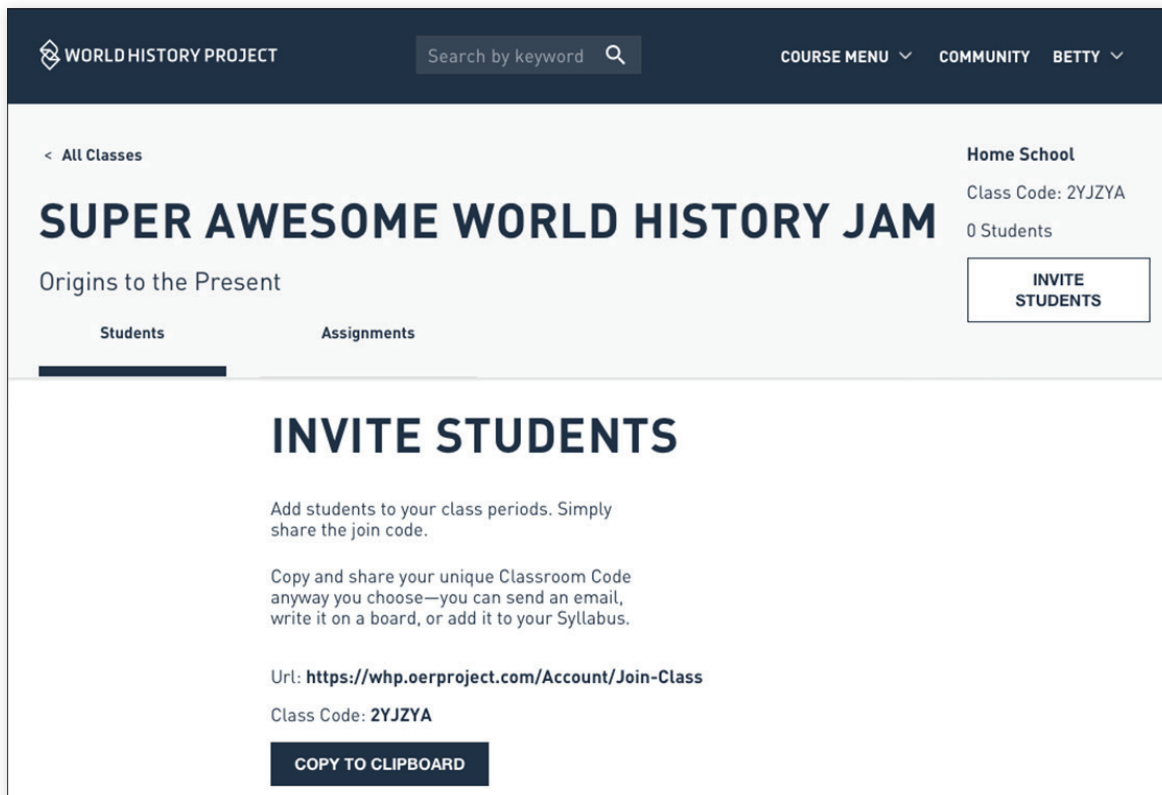 WORLD HISTORY PROJECT
Search by keyword
COURSE MENU
COMMUNITY
BETTY
< All Classes
SUPER AWESOME WORLD HISTORY JAM
Origins to the Present
Home School
Class Code: 2YJZYA
0 Students
INVITE
STUDENTS
Students
Assignments
INVITE STUDENTS
Add students to your class periods. Simply
share the join code.
Copy and share your unique Classroom Code
anyway you choose—you can send an email,
write it on a board, or add it to your Syllabus.
Url: https://whp.oerproject.com/Account/Join-Class
Class Code: 2YJZYA
COPY TO CLIPBOARD